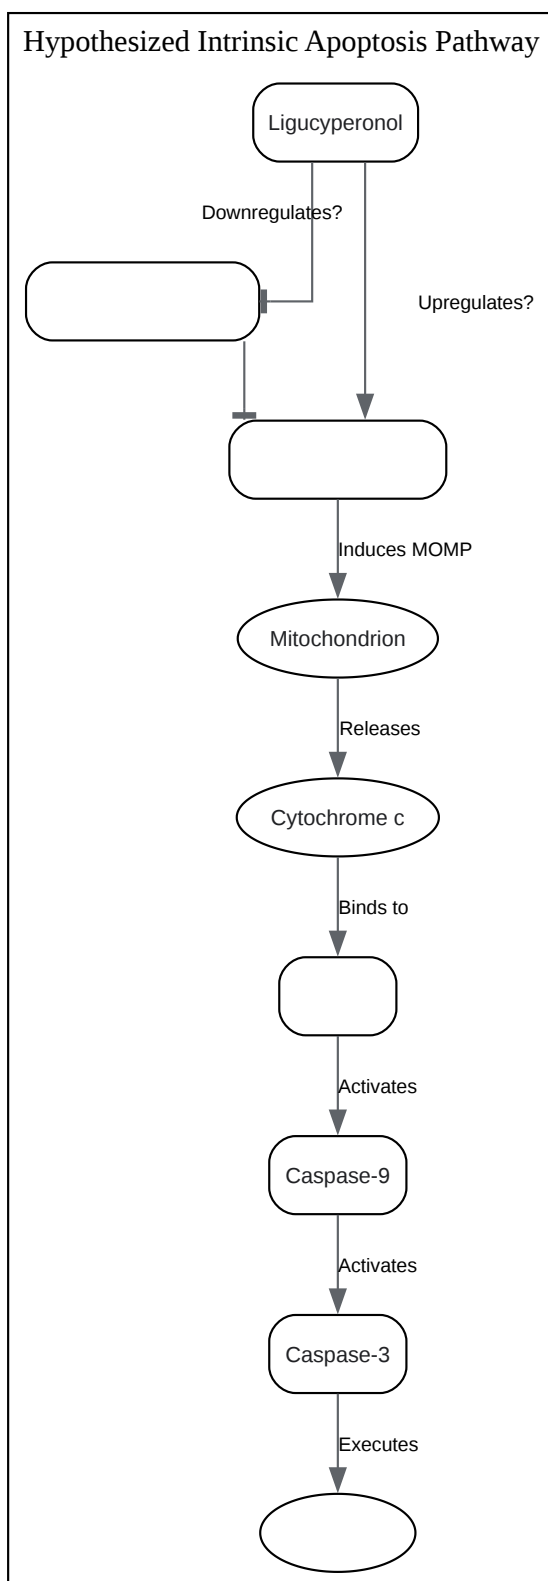 Hypothesized Intrinsic Apoptosis Pathway
Ligucyperonol
Downregulates?
Upregulates?
Induces MOMP
Mitochondrion
Releases
Cytochrome c
Binds to
Activates
Caspase-9
Activates
Caspase-3
Executes